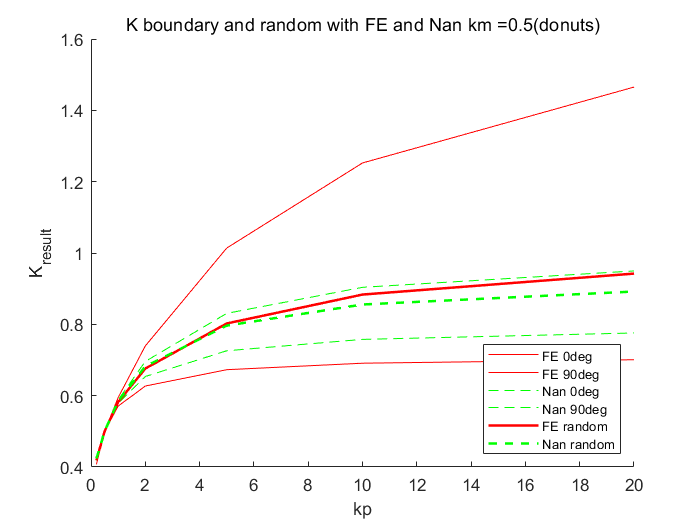 K boundary and random with FE and Nan km =0.5(donuts)
1.6
1.4
1.2
1
0.8
0.6
0.4
K_result
0 2 4 6 8 10 12 14 16 18 20
kp
FE 0deg
FE 90deg
Nan 0deg
Nan 90deg
FE random
Nan random